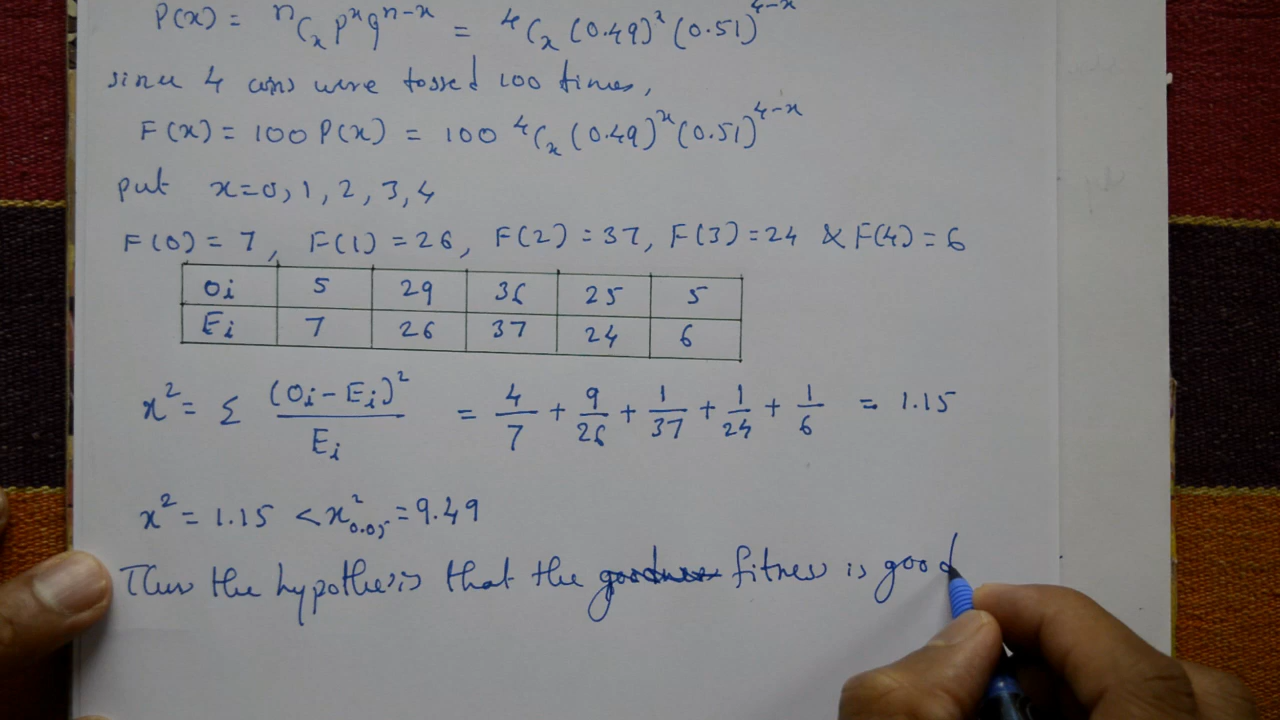 P(x) = ⁿCₓ pˣ qⁿ⁻ˣ = ⁴Cₓ (0.49)ˣ (0.51)⁴⁻ˣ
since 4 coins were tossed 100 times,
F(x) = 100 P(x) = 100 ⁴Cₓ (0.49)ˣ (0.51)⁴⁻ˣ
put x=0, 1, 2, 3, 4
F(0) = 7, F(1) = 26, F(2) = 37, F(3) = 24 & F(4) = 6
Oi 5 29 36 25 5
Ei 7 26 37 24 6
x² = Σ (Oi - Ei)² / Ei = 4/7 + 9/26 + 1/37 + 1/24 + 1/6 = 1.15
x² = 1.15 < x²₀.₀₅ = 9.49
Thus the hypothesis that the fitness is good